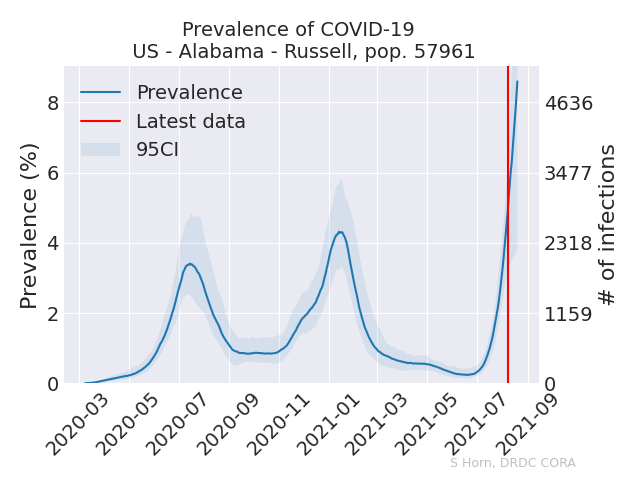 Prevalence of COVID-19
US - Alabama - Russell, pop. 57961
Prevalence
Latest data
95CI
Prevalence (%)
8
6
4
2
0
4636
3477
2318
1159
0
# of infections
2020-03
2020-05
2020-07
2020-09
2020-11
2021-01
2021-03
2021-05
2021-07
2021-09
S Horn, DRDC CORA